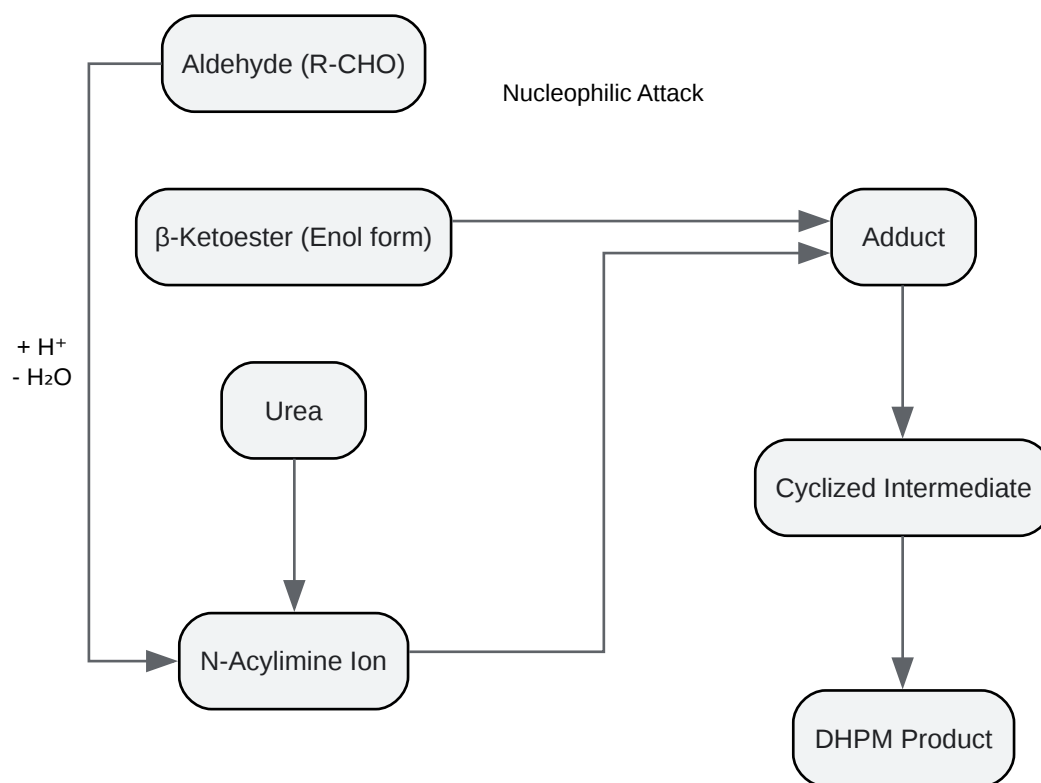 Aldehyde (R-CHO)
Nucleophilic Attack
β-Ketoester (Enol form)
Adduct
+ H⁺
- H₂O
Urea
Cyclized Intermediate
N-Acylimine Ion
DHPM Product